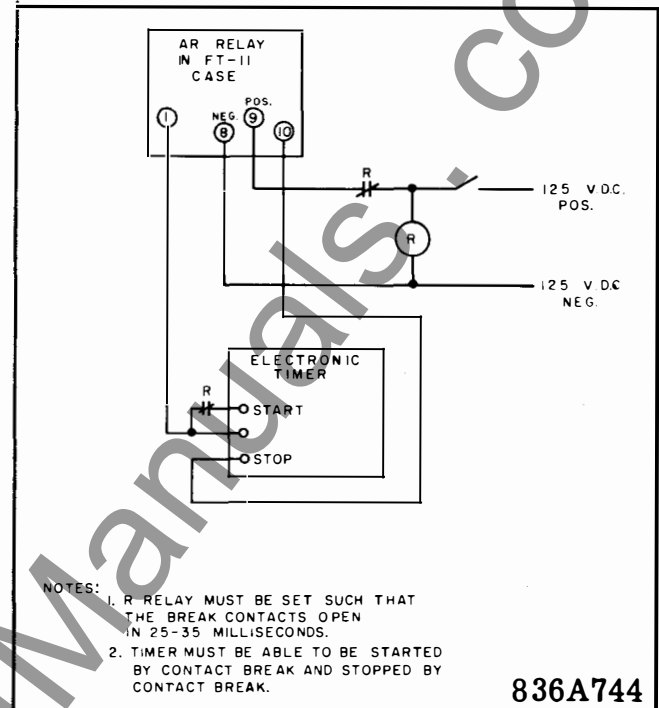 AR RELAY
IN FT-11
CASE
POS.
NEG.
1
8
9
10
R
125 V.D.C.
POS.
R
125 V.D.C
NEG.
ELECTRONIC
TIMER
R
START
STOP
NOTES:
1. R RELAY MUST BE SET SUCH THAT
THE BREAK CONTACTS OPEN
IN 25-35 MILLISECONDS.
2. TIMER MUST BE ABLE TO BE STARTED
BY CONTACT BREAK AND STOPPED BY
CONTACT BREAK.
836A744
Manuals.co